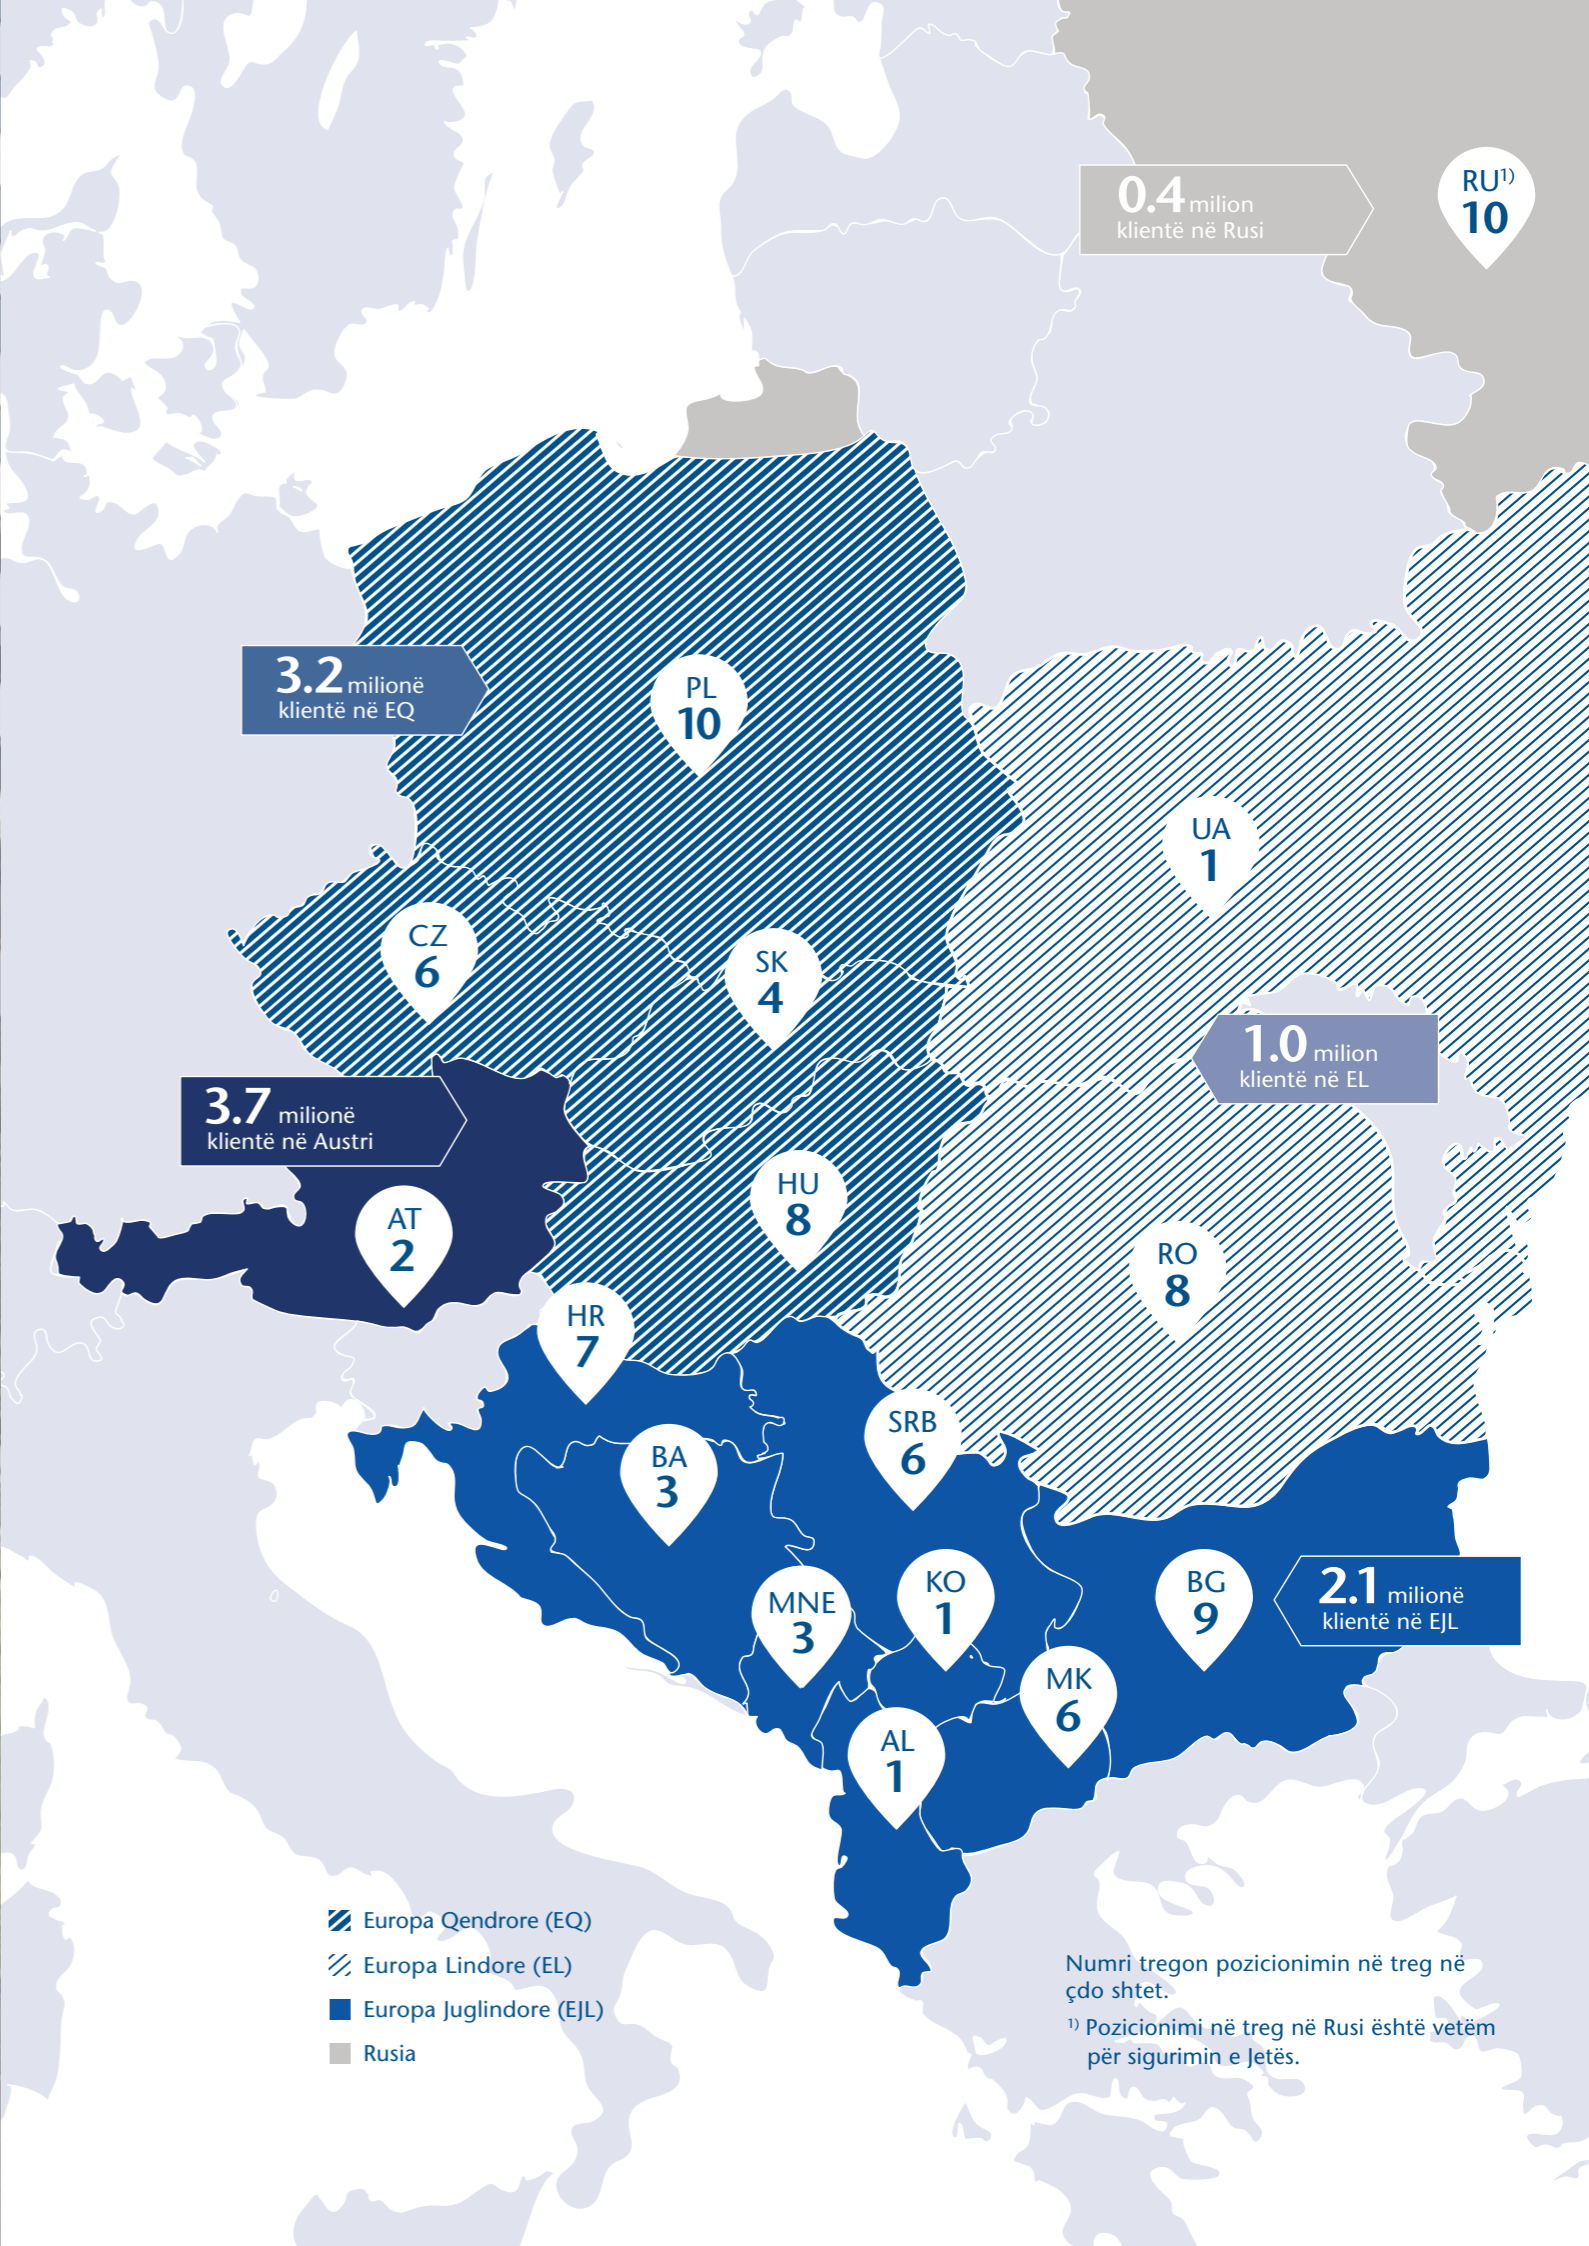 0.4 milion
klientë në Rusi
RU¹⁾
10
3.2 milionë
klientë në EQ
PL
10
UA
1
CZ
6
SK
4
1.0 milion
klientë në EL
3.7 milionë
klientë në Austri
AT
2
HU
8
RO
8
HR
7
SRB
6
BA
3
MNE
3
KO
1
BG
9
2.1 milionë
klientë në EJL
MK
6
AL
1
Europa Qendrore (EQ)
Europa Lindore (EL)
Europa Juglindore (EJL)
Rusia
Numri tregon pozicionimin në treg në
çdo shtet.
¹⁾ Pozicionimi në treg në Rusi është vetëm
për sigurimin e Jetës.